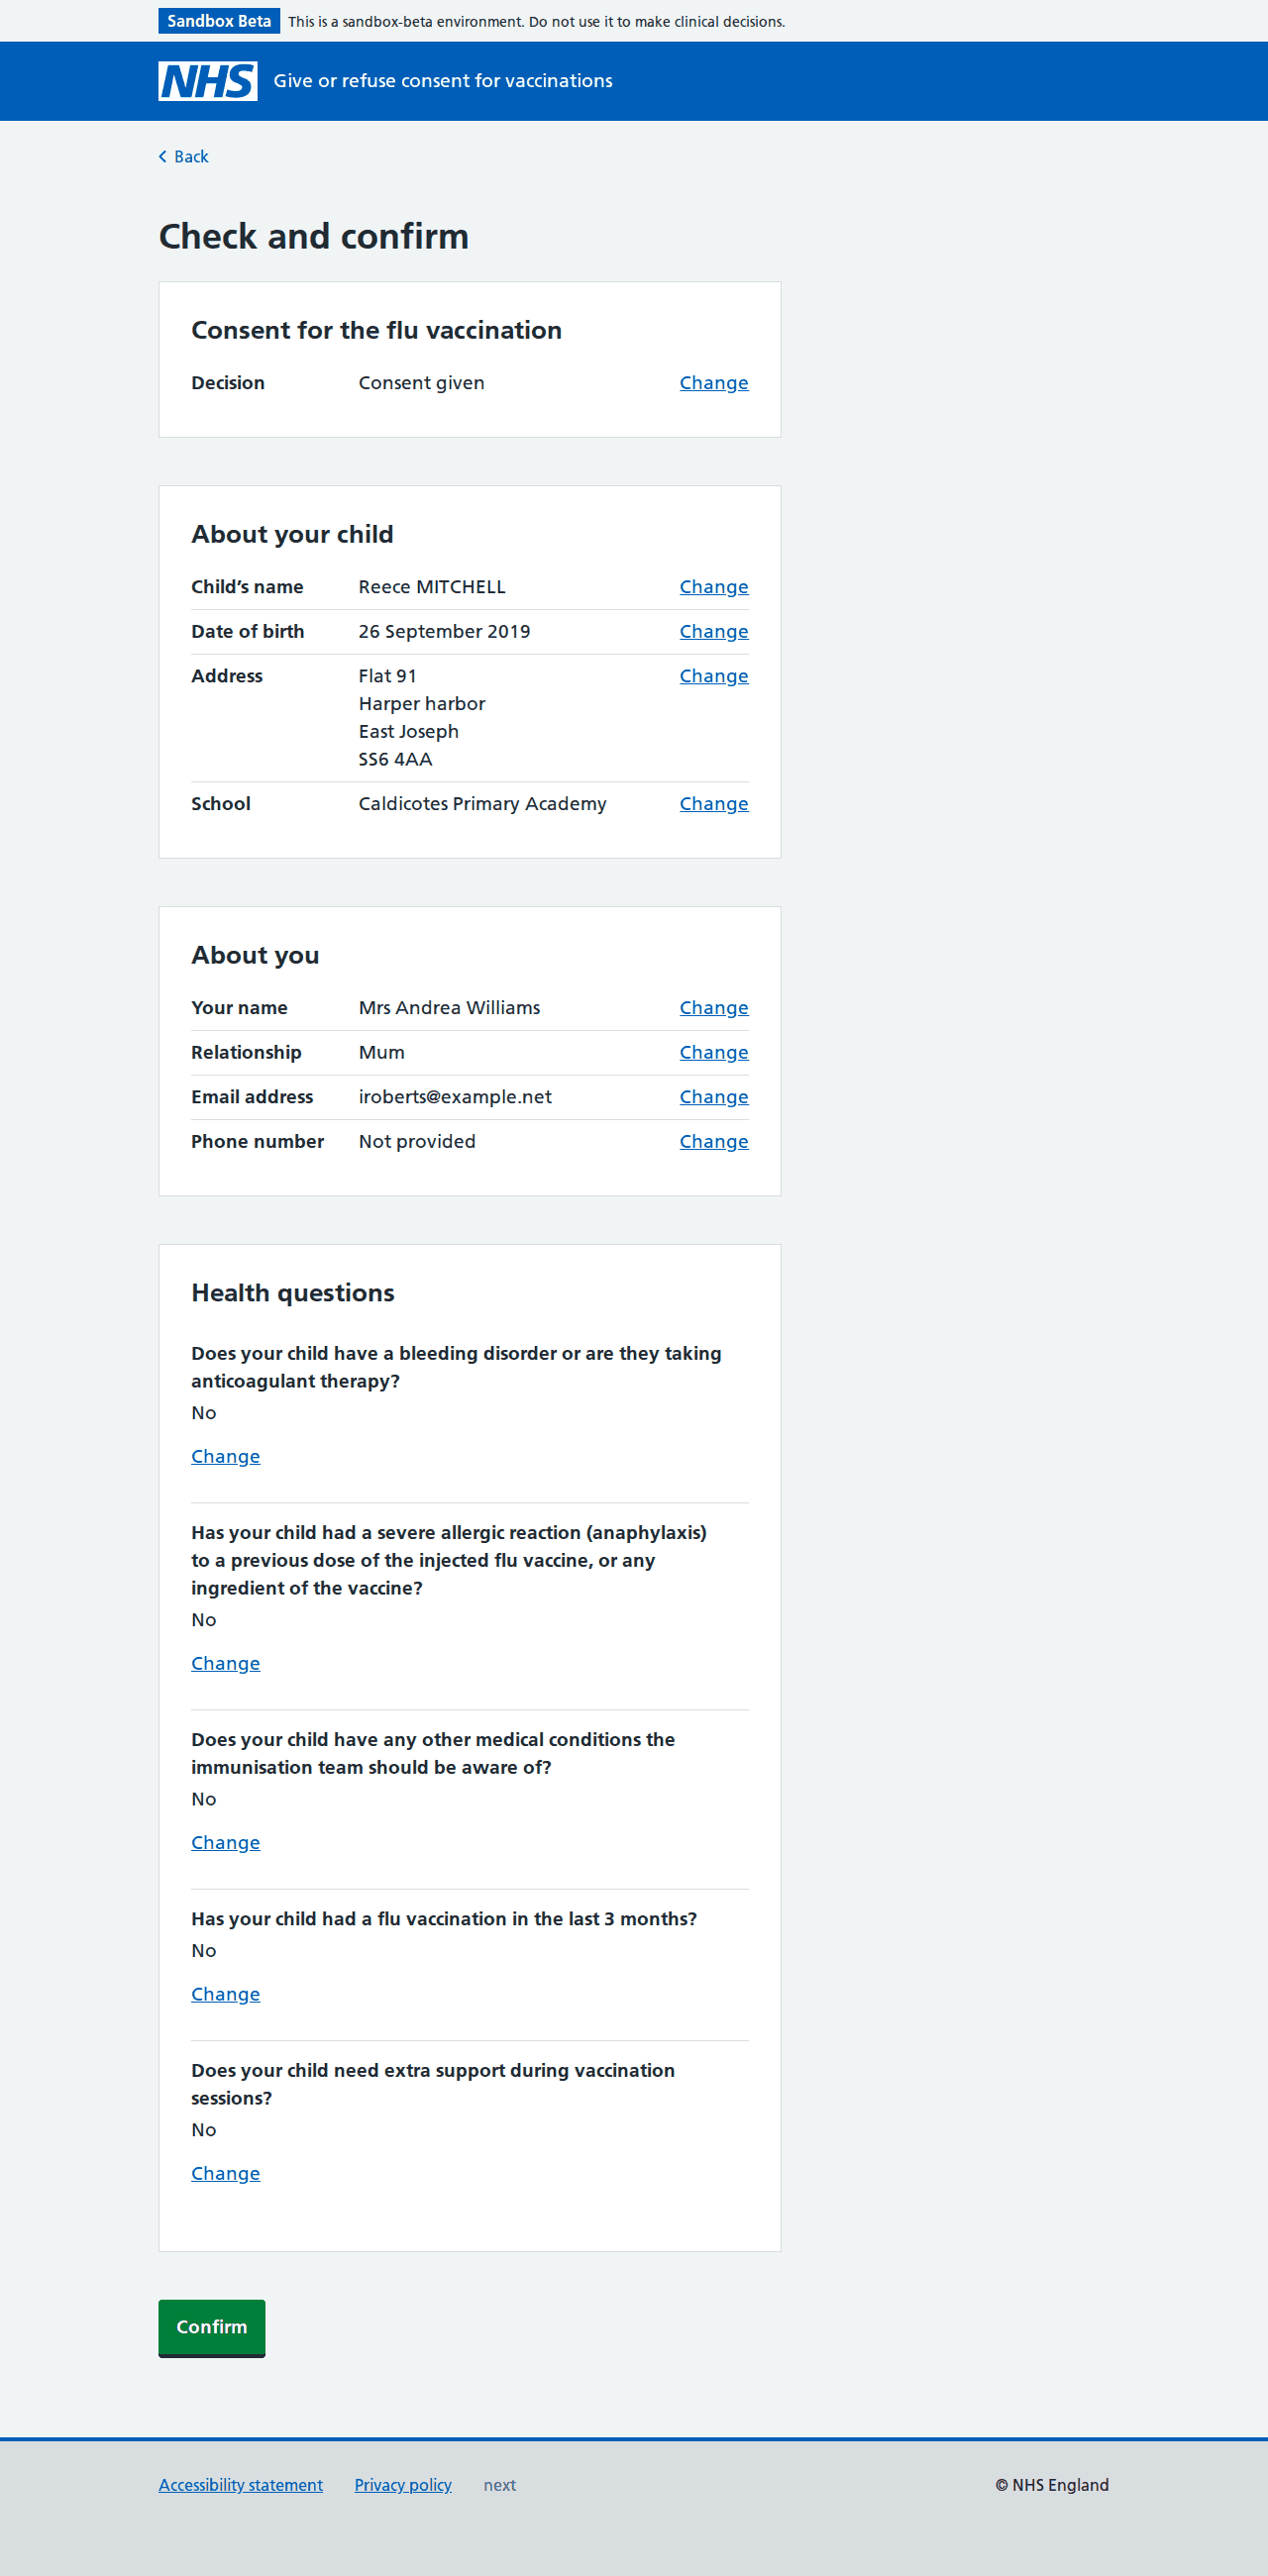 Sandbox Beta This is a sandbox-beta environment. Do not use it to make clinical decisions.
NHS Give or refuse consent for vaccinations
Back
Check and confirm
Consent for the flu vaccination
Decision Consent given Change
About your child
Child’s name Reece MITCHELL Change
Date of birth 26 September 2019 Change
Address Flat 91 Change
Harper harbor
East Joseph
SS6 4AA
School Caldicotes Primary Academy Change
About you
Your name Mrs Andrea Williams Change
Relationship Mum Change
Email address iroberts@example.net Change
Phone number Not provided Change
Health questions
Does your child have a bleeding disorder or are they taking
anticoagulant therapy?
No
Change
Has your child had a severe allergic reaction (anaphylaxis)
to a previous dose of the injected flu vaccine, or any
ingredient of the vaccine?
No
Change
Does your child have any other medical conditions the
immunisation team should be aware of?
No
Change
Has your child had a flu vaccination in the last 3 months?
No
Change
Does your child need extra support during vaccination
sessions?
No
Change
Confirm
Accessibility statement Privacy policy next © NHS England